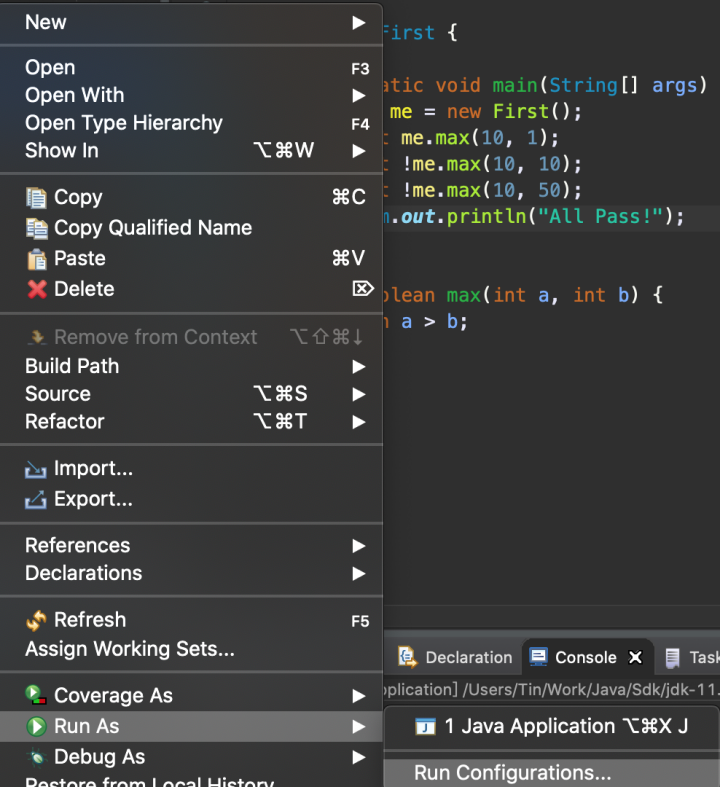 New ▶
Open F3
Open With ▶
Open Type Hierarchy F4
Show In ⌥⌘W ▶
Copy ⌘C
Copy Qualified Name
Paste ⌘V
Delete ⌦
Remove from Context ⌥⇧⌘↓
Build Path ▶
Source ⌥⌘S ▶
Refactor ⌥⌘T ▶
Import...
Export...
References ▶
Declarations ▶
Refresh F5
Assign Working Sets...
Coverage As ▶
Run As ▶
Debug As ▶
Restore from Local History
First {
atic void main(String[] args)
me = new First();
t me.max(10, 1);
t !me.max(10, 10);
t !me.max(10, 50);
m.out.println("All Pass!");
olean max(int a, int b) {
n a > b;
Declaration Console X Task
plication] /Users/Tin/Work/Java/Sdk/jdk-11.
1 Java Application ⌥⌘X J
Run Configurations...